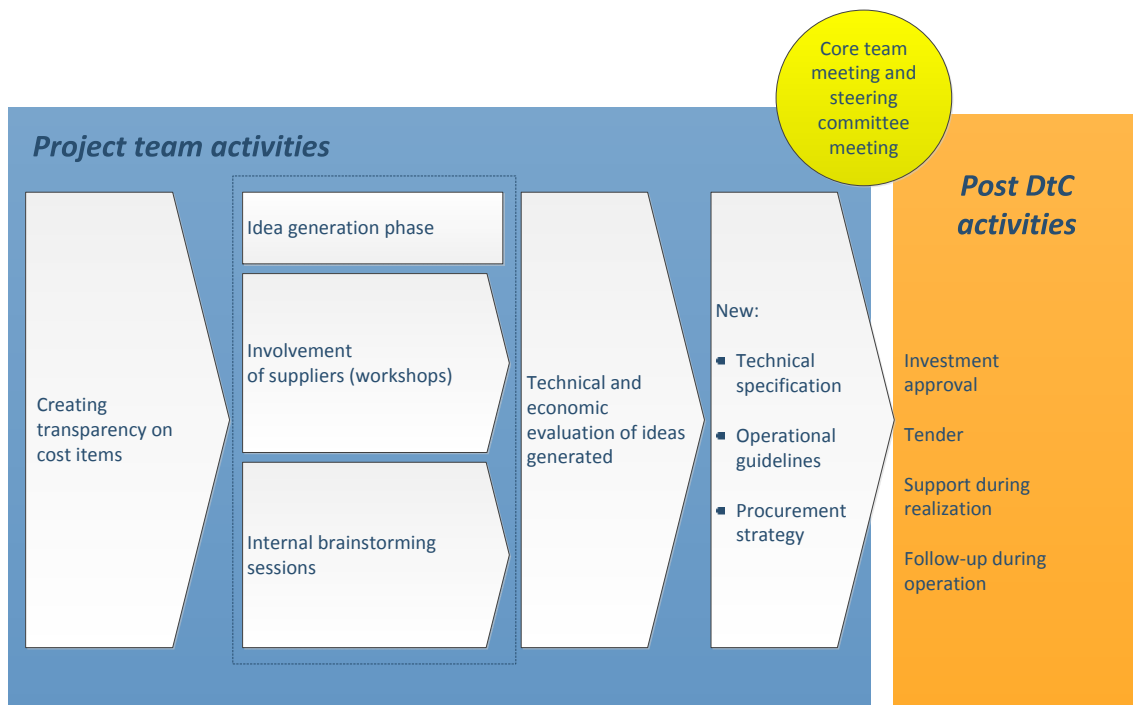 Core team
meeting and
steering
committee
meeting
Project team activities
Post DtC
activities
Creating
transparency on
cost items
Idea generation phase
Involvement
of suppliers (workshops)
Internal brainstorming
sessions
Technical and
economic
evaluation of ideas
generated
New:
Technical
specification
Operational
guidelines
Procurement
strategy
Investment
approval
Tender
Support during
realization
Follow-up during
operation